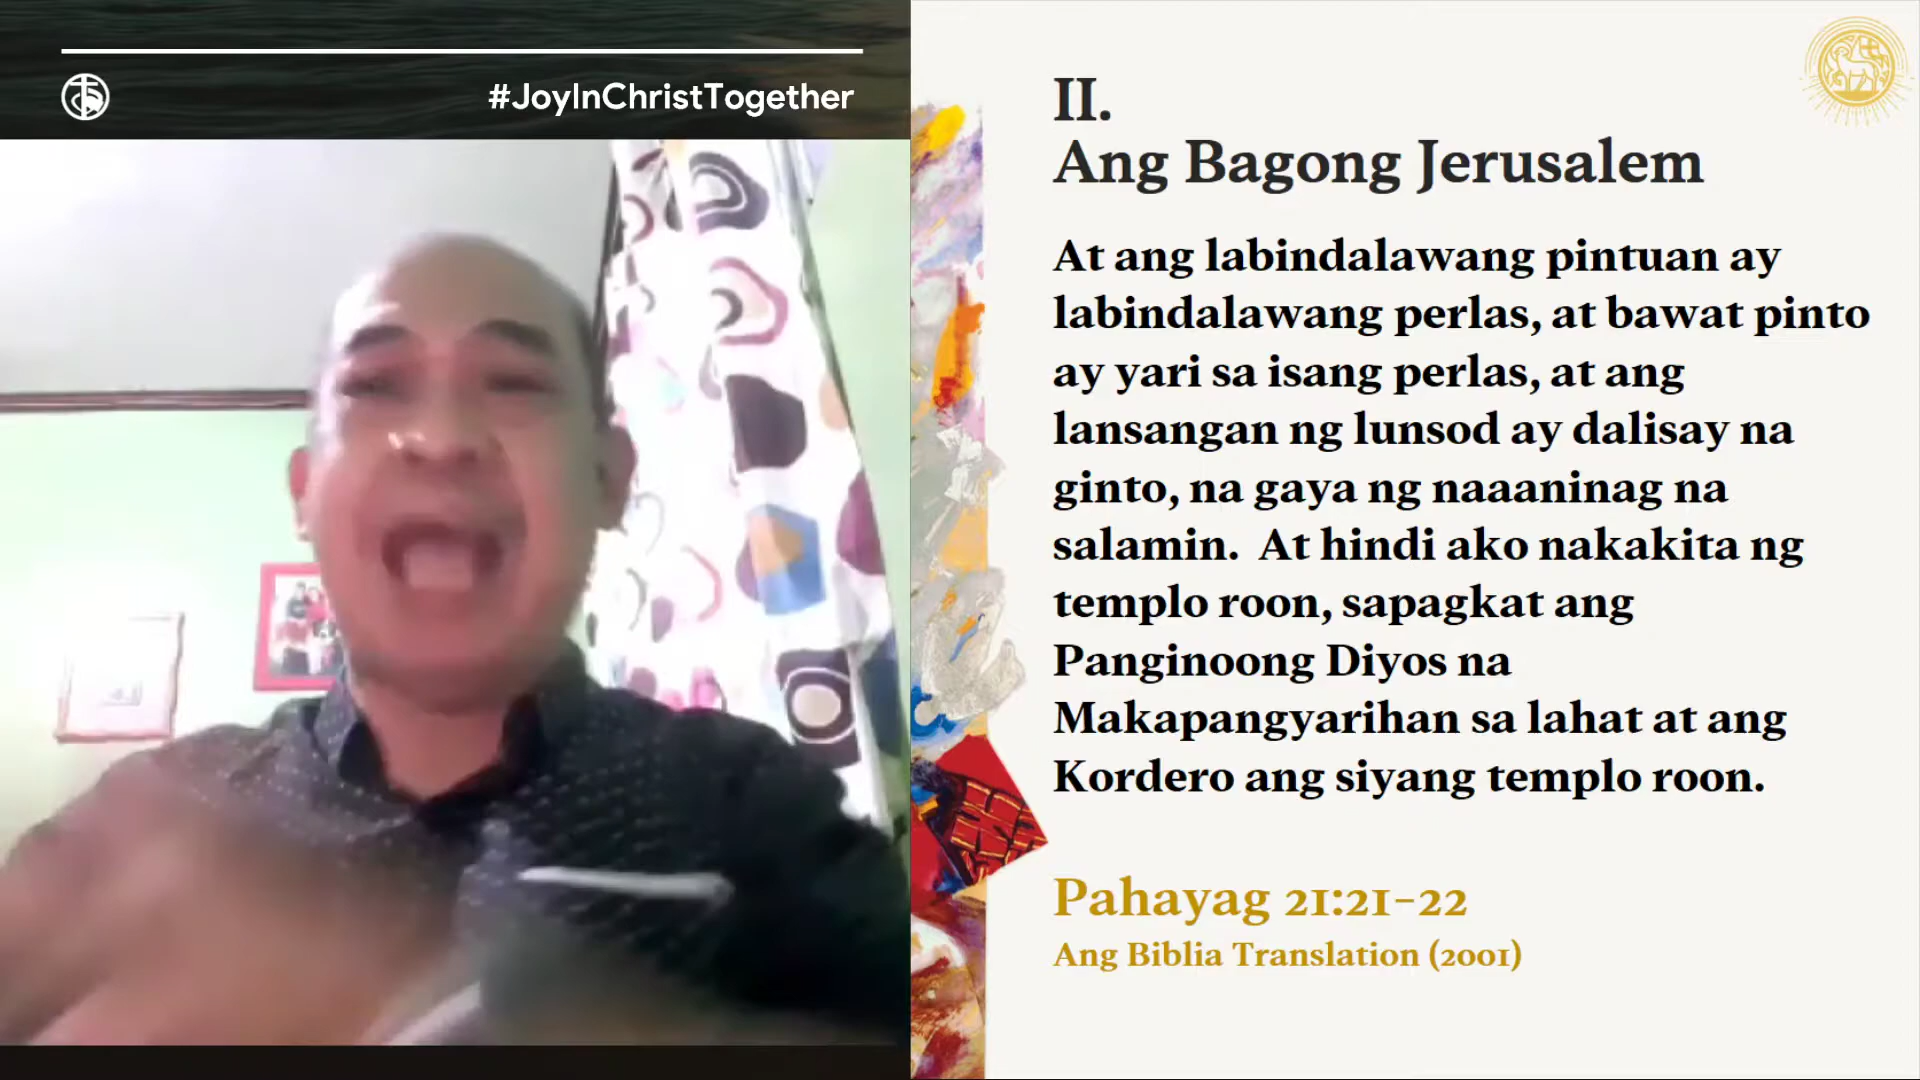 #JoyInChristTogether
II.
Ang Bagong Jerusalem
At ang labindalawang pintuan ay
labindalawang perlas, at bawat pinto
ay yari sa isang perlas, at ang
lansangan ng lunsod ay dalisay na
ginto, na gaya ng naaaninag na
salamin.  At hindi ako nakakita ng
templo roon, sapagkat ang
Panginoong Diyos na
Makapangyarihan sa lahat at ang
Kordero ang siyang templo roon.
Pahayag 21:21-22
Ang Biblia Translation (2001)